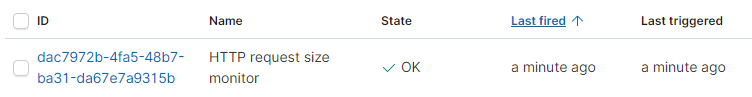 ID Name State Last fired ↑ Last triggered
dac7972b-4fa5-48b7- HTTP request size
ba31-da67e7a9315b monitor ✓ OK a minute ago a minute ago